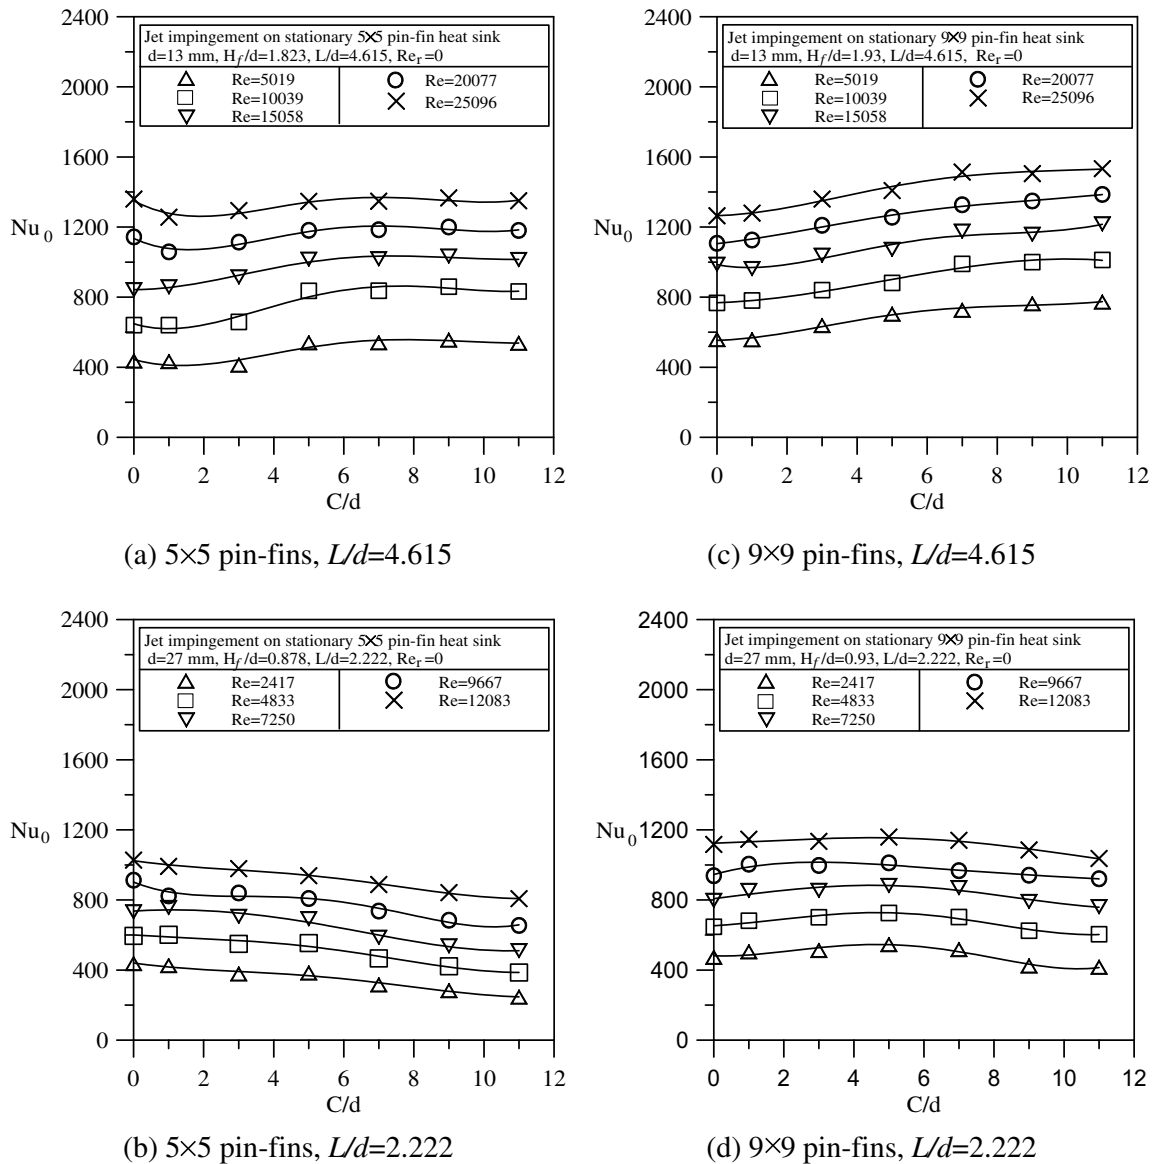 2400
2000
1600
1200
800
400
0
Nu0
Jet impingement on stationary 5×5 pin-fin heat sink
d=13 mm, Hf/d=1.823, L/d=4.615, Rer=0
Re=5019
Re=10039
Re=15058
Re=20077
Re=25096
0 2 4 6 8 10 12
C/d
(a) 5×5 pin-fins, L/d=4.615
2400
2000
1600
1200
800
400
0
Nu0
Jet impingement on stationary 9×9 pin-fin heat sink
d=13 mm, Hf/d=1.93, L/d=4.615, Rer=0
Re=5019
Re=10039
Re=15058
Re=20077
Re=25096
0 2 4 6 8 10 12
C/d
(c) 9×9 pin-fins, L/d=4.615
2400
2000
1600
1200
800
400
0
Nu0
Jet impingement on stationary 5×5 pin-fin heat sink
d=27 mm, Hf/d=0.878, L/d=2.222, Rer=0
Re=2417
Re=4833
Re=7250
Re=9667
Re=12083
0 2 4 6 8 10 12
C/d
(b) 5×5 pin-fins, L/d=2.222
2400
2000
1600
1200
800
400
0
Nu0
Jet impingement on stationary 9×9 pin-fin heat sink
d=27 mm, Hf/d=0.93, L/d=2.222, Rer=0
Re=2417
Re=4833
Re=7250
Re=9667
Re=12083
0 2 4 6 8 10 12
C/d
(d) 9×9 pin-fins, L/d=2.222